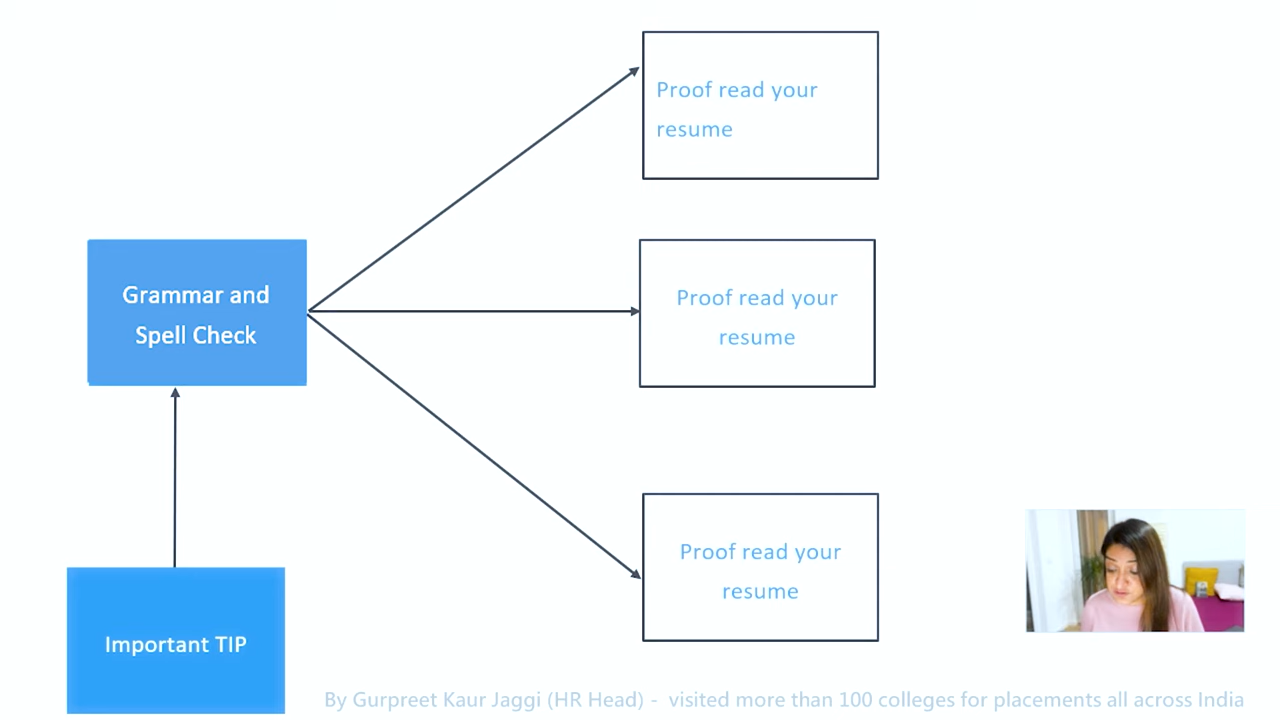 Proof read your
resume
Grammar and
Spell Check
Proof read your
resume
Proof read your
resume
Important TIP
By Gurpreet Kaur Jaggi (HR Head) - visited more than 100 colleges for placements all across India